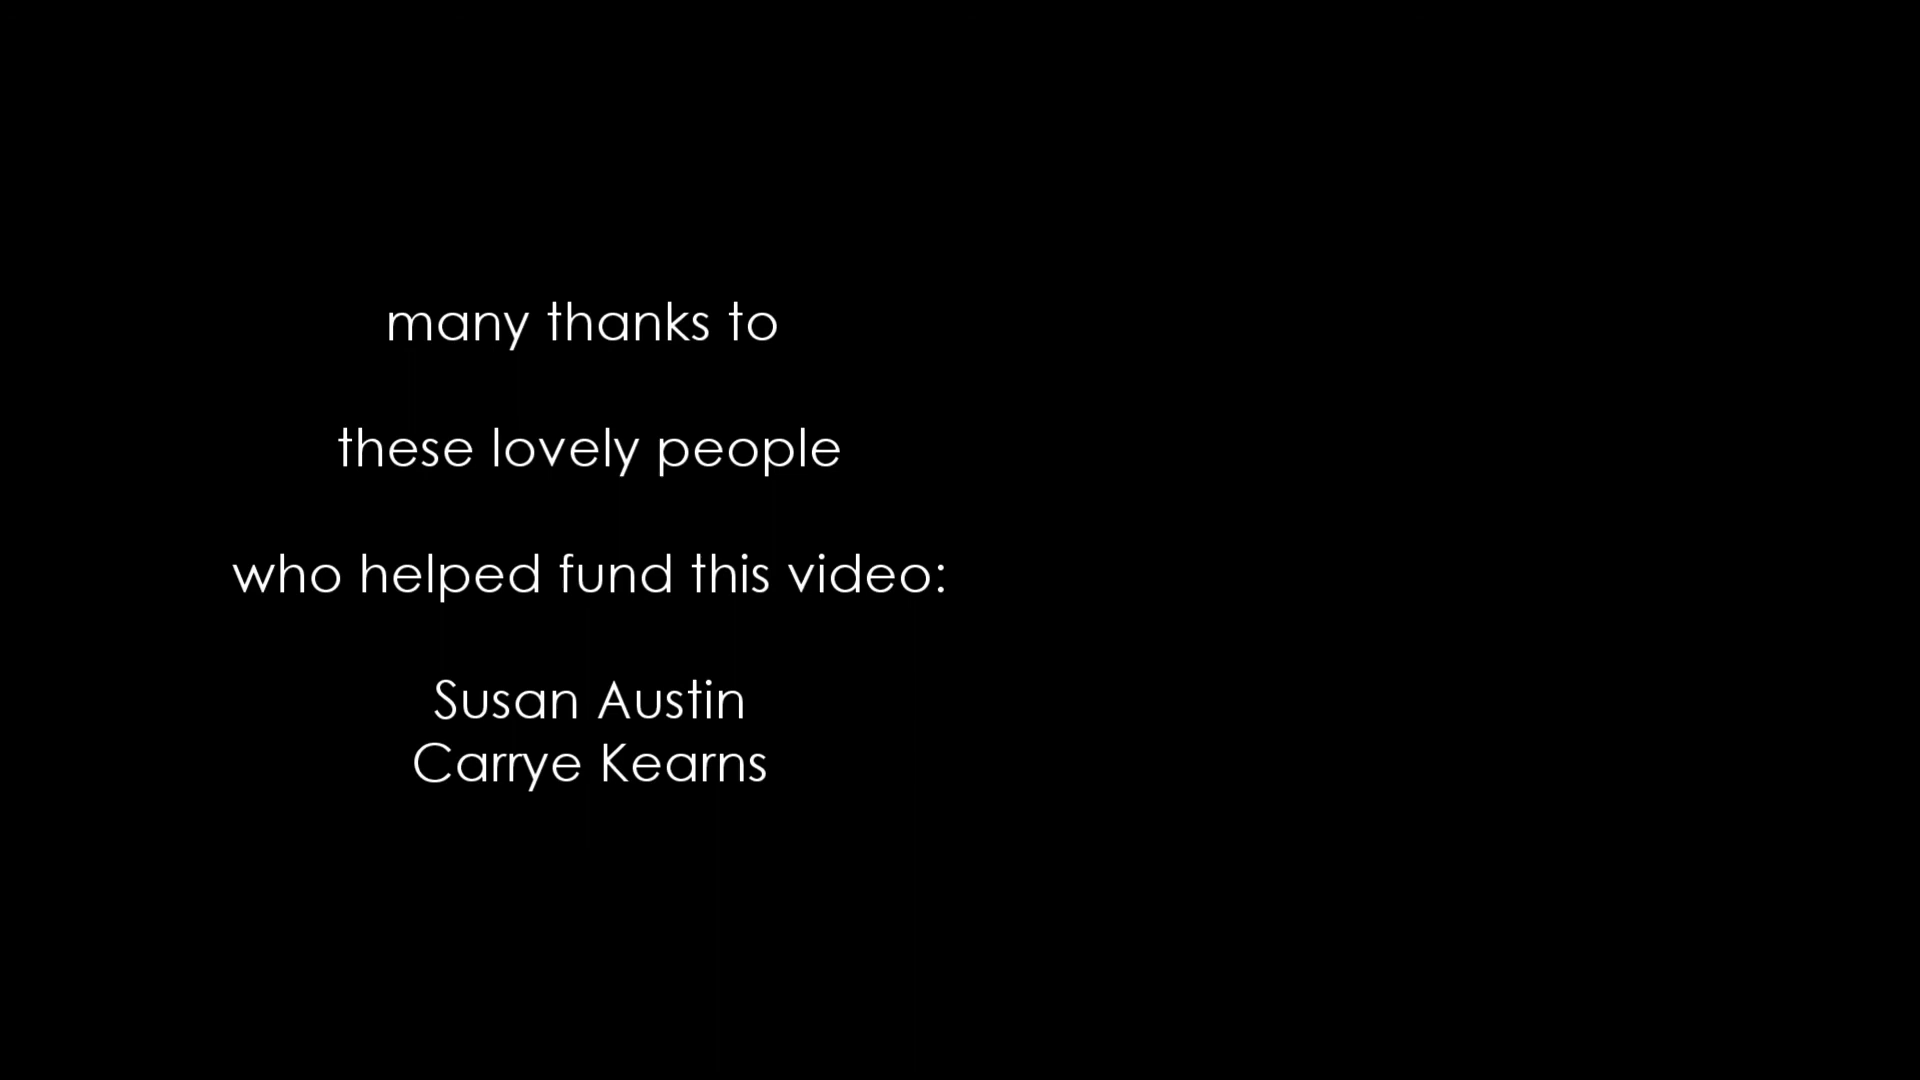 many thanks to
these lovely people
who helped fund this video:
Susan Austin
Carrye Kearns